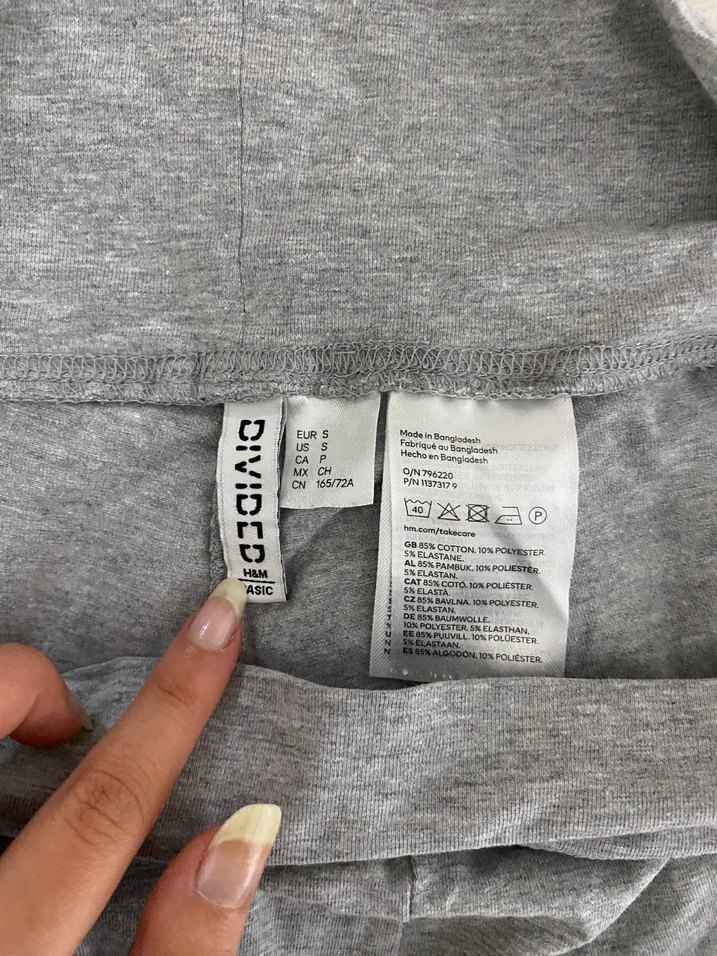 DIVIDED
H&M
BASIC
EUR S
US S
CA P
MX CH
CN 165/72A
Made in Bangladesh
Fabriqué au Bangladesh
Hecho en Bangladesh
O/N 796220
P/N 1137317 9
40
P
hm.com/takecare
GB 85% COTTON. 10% POLYESTER.
5% ELASTANE.
AL 85% PAMBUK. 10% POLIESTËR.
5% ELASTAN.
CAT 85% COTÓ. 10% POLIÈSTER.
5% ELASTÀ.
CZ 85% BAVLNA. 10% POLYESTER.
5% ELASTAN.
DE 85% BAUMWOLLE.
10% POLYESTER. 5% ELASTHAN.
EE 85% PUUVILL. 10% POLÜESTER.
5% ELASTAAN.
ES 85% ALGODÓN. 10% POLIÉSTER.